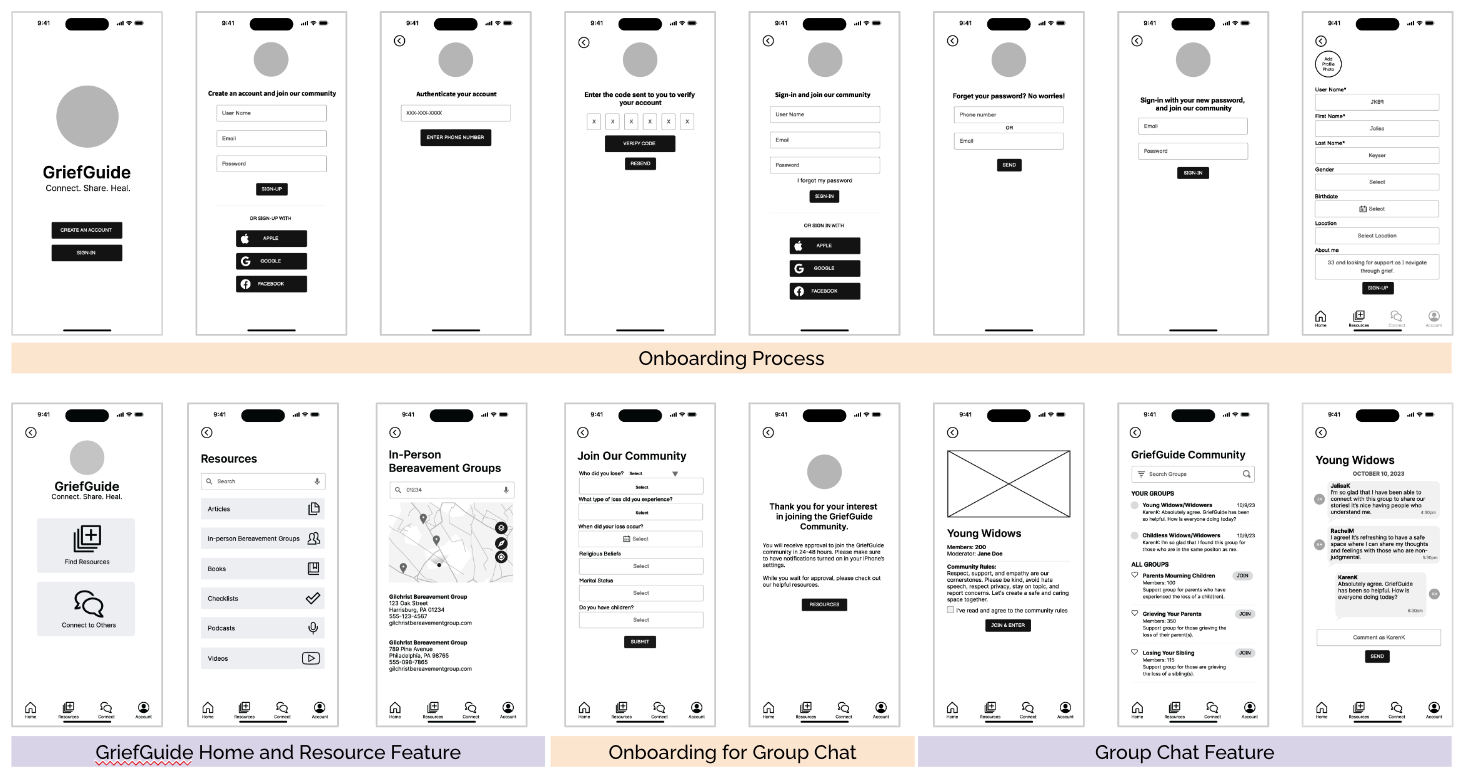 9:41
GriefGuide
Connect. Share. Heal.
CREATE AN ACCOUNT
SIGN-IN
9:41
Create an account and join our community
User Name
Email
Password
SIGN-UP
OR SIGN-UP WITH
APPLE
GOOGLE
FACEBOOK
9:41
Authenticate your account
XXX-XXX-XXXX
ENTER PHONE NUMBER
9:41
Enter the code sent to you to verify
your account
X X X X X X
VERIFY CODE
RESEND
9:41
Sign-in and join our community
User Name
Email
Password
I forgot my password
SIGN-IN
OR SIGN IN WITH
APPLE
GOOGLE
FACEBOOK
9:41
Forget your password? No worries!
Phone number
OR
Email
SEND
9:41
Sign-in with your new password,
and join our community
Email
Password
SIGN-IN
9:41
Add
Profile
Photo
User Name*
First Name*
Last Name*
Keyser
Gender
Select
Birthdate
Select
Location
Select Location
About me
33 and looking for support as I navigate
through grief.
SIGN-UP
Home Resources Connect Account
Onboarding Process
9:41
GriefGuide
Connect. Share. Heal.
Find Resources
Connect to Others
Home Resources Connect Account
9:41
Resources
Search
Articles
In-person Bereavement Groups
Books
Checklists
Podcasts
Videos
Home Resources Connect Account
9:41
In-Person
Bereavement Groups
01234
Gilchrist Bereavement Group
123 Oak Street
Harrisburg, PA 01234
555-123-4567
gilchristbereavementgroup.com
Gilchrist Bereavement Group
789 Pine Avenue
Philadelphia, PA 98765
555-098-7865
gilchristbereavementgroup.com
Home Resources Connect Account
GriefGuide Home and Resource Feature
9:41
Join Our Community
Who did you lose? Select
Select
What type of loss did you experience?
Select
When did your loss occur?
Select
Religious Beliefs
Select
Marital Status
Select
Do you have children?
Select
SUBMIT
Home Resources Connect Account
9:41
Thank you for your interest
in joining the GriefGuide
Community.
You will receive approval to join the GriefGuide
community in 24-48 hours. Please make sure
to have notifications turned on in your iPhone's
settings.
While you wait for approval, please check out
our helpful resources.
RESOURCES
Home Resources Connect Account
Onboarding for Group Chat
9:41
Young Widows
Members: 200
Moderator: Jane Doe
Community Rules:
Respect, support, and empathy are our
cornerstones. Please be kind, avoid hate
speech, respect privacy, stay on topic, and
report concerns. Let's create a safe and caring
space together.
I've read and agree to the community rules
JOIN & ENTER
Home Resources Connect Account
9:41
GriefGuide Community
Search Groups
YOUR GROUPS
Young Widows/Widowers 10/9/23
KarenK: Absolutely agree. GriefGuide has been
so helpful. How is everyone doing today?
Childless Widows/Widowers 10/9/23
KarenK: I'm so glad that I found this group for
those who are in the same position as me.
ALL GROUPS
Parents Mourning Children JOIN
Members: 100
Support group for parents who have
experienced the loss of a child(ren).
Grieving Your Parents JOIN
Members: 350
Support group for those grieving the
loss of their parent(s).
Losing Your Sibling JOIN
Members: 115
Support group for those are grieving
the loss of a sibling(s).
Home Resources Connect Account
9:41
Young Widows
OCTOBER 10, 2023
JalisaK
I'm so glad that I have been able to
connect with this group to share our
stories! It's nice having people who
understand me.
4:30pm
RachelM
I agree! It's refreshing to have a safe
space where I can share my thoughts
and feelings with those who are non-
judgmental.
5:15pm
KarenK
Absolutely agree. GriefGuide
has been so helpful. How is
everyone doing today?
8:30am
Comment as KarenK
SEND
Home Resources Connect Account
Group Chat Feature